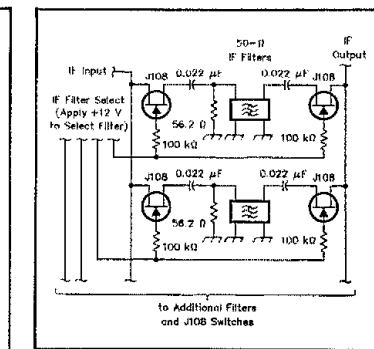 50-Ω
IF Filters
IF
Output
IF Input
J108
0.022 µF
0.022 µF
J108
IF Filter Select
(Apply +12 V
to Select Filter)
56.2 Ω
100 kΩ
100 kΩ
J108
0.022 µF
0.022 µF
J108
56.2 Ω
100 kΩ
100 kΩ
to Additional Filters
and J108 Switches